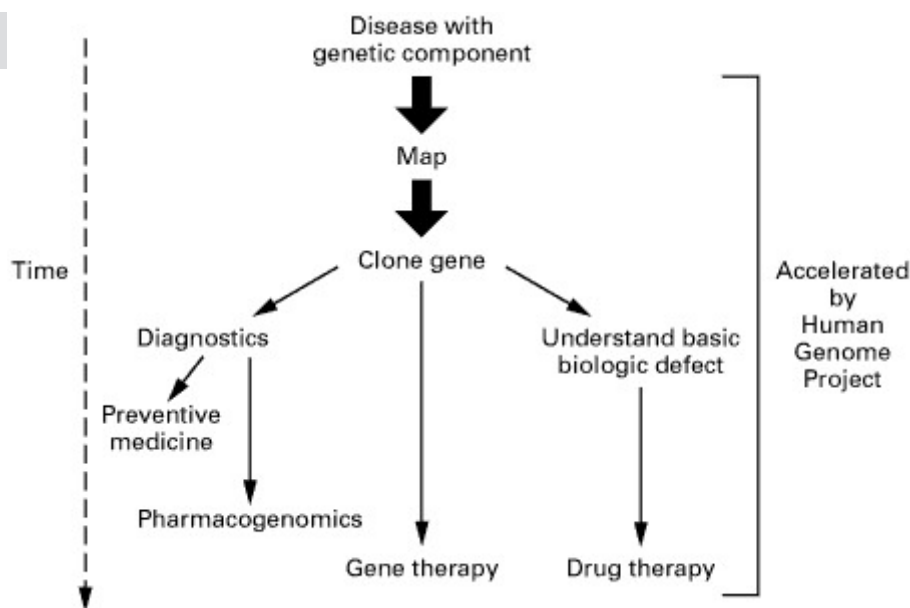 Disease with
genetic component
Map
Clone gene
Time
Accelerated
by
Human
Genome
Project
Diagnostics
Understand basic
biologic defect
Preventive
medicine
Pharmacogenomics
Gene therapy
Drug therapy